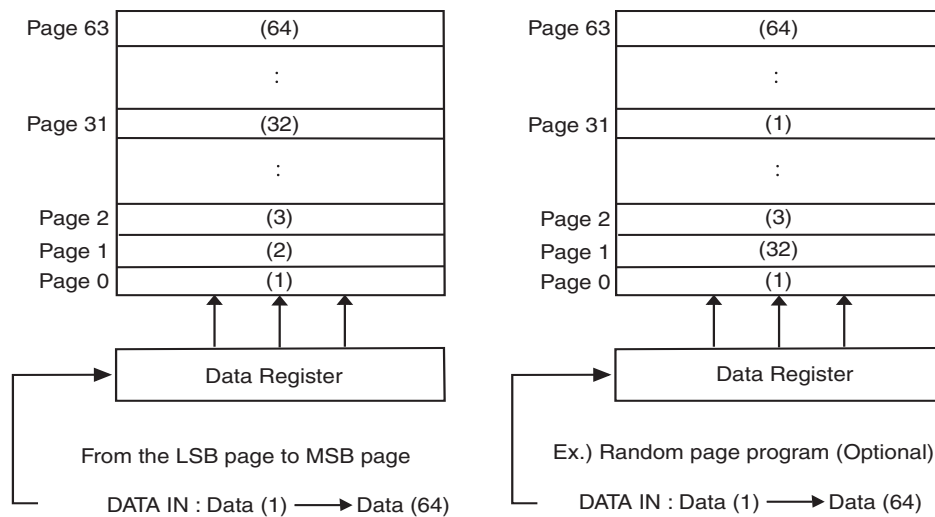 Page 63 (64)
:
Page 31 (32)
:
Page 2 (3)
Page 1 (2)
Page 0 (1)
Data Register
From the LSB page to MSB page
DATA IN : Data (1) Data (64)
Page 63 (64)
:
Page 31 (1)
:
Page 2 (3)
Page 1 (32)
Page 0 (1)
Data Register
Ex.) Random page program (Optional)
DATA IN : Data (1) Data (64)